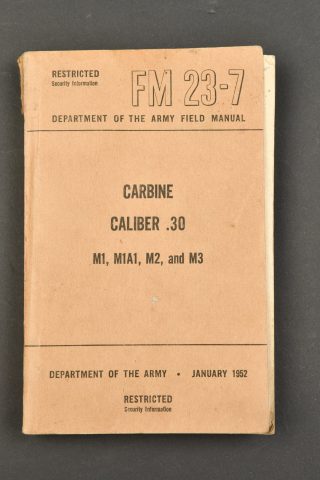 RESTRICTED
Security Information
FM 23-7
DEPARTMENT OF THE ARMY FIELD MANUAL
CARBINE
CALIBER .30
M1, M1A1, M2, and M3
DEPARTMENT OF THE ARMY • JANUARY 1952
RESTRICTED
Security Information